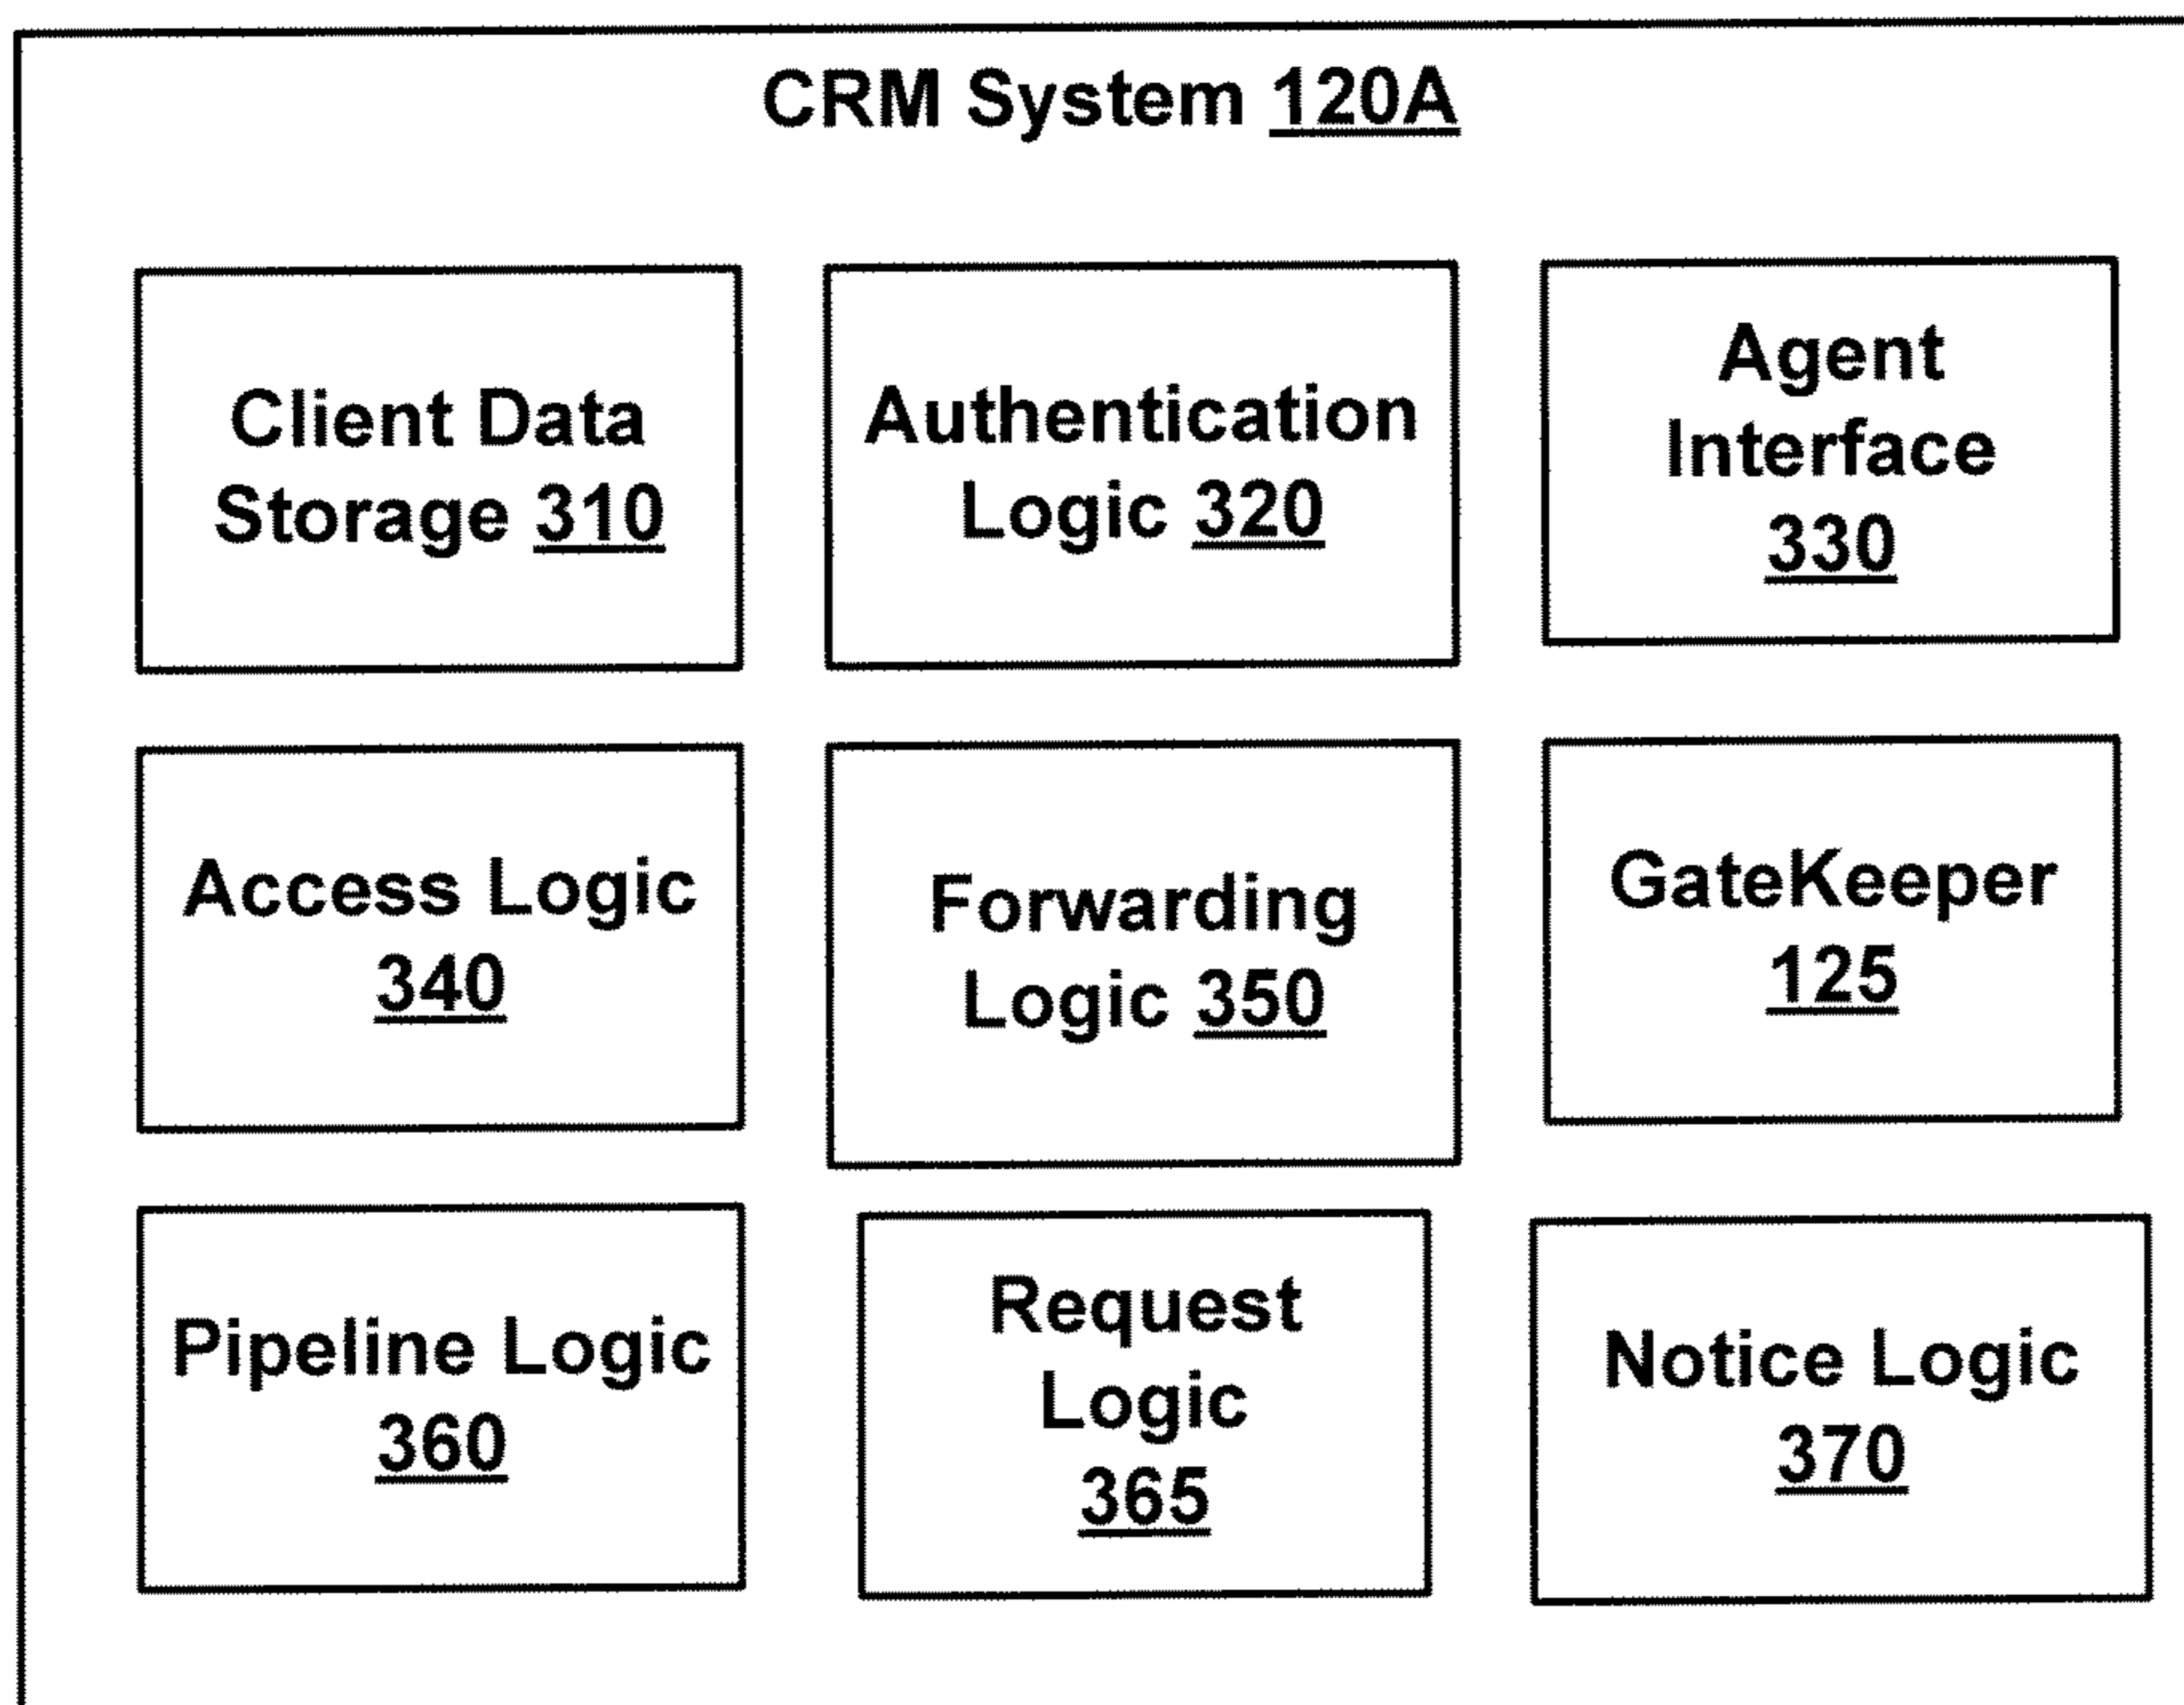 CRM System 120A
Client Data
Storage 310
Authentication
Logic 320
Agent
Interface
330
Access Logic
340
Forwarding
Logic 350
GateKeeper
125
Pipeline Logic
360
Request
Logic
365
Notice Logic
370